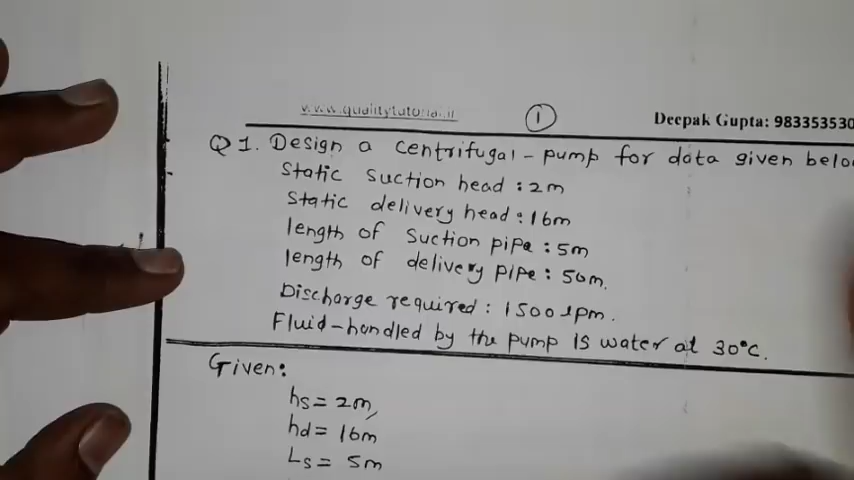 www.qualitytutorial.in
1
Deepak Gupta: 983353530
Q1. Design a centrifugal-pump for data given belo
Static suction head: 2m
Static delivery head: 16m
length of suction pipe: 5m
length of delivery pipe: 50m.
Discharge required: 1500 lpm.
Fluid-handled by the pump is water at 30°C.
Given:
hs = 2m,
hd = 16m
Ls = 5m